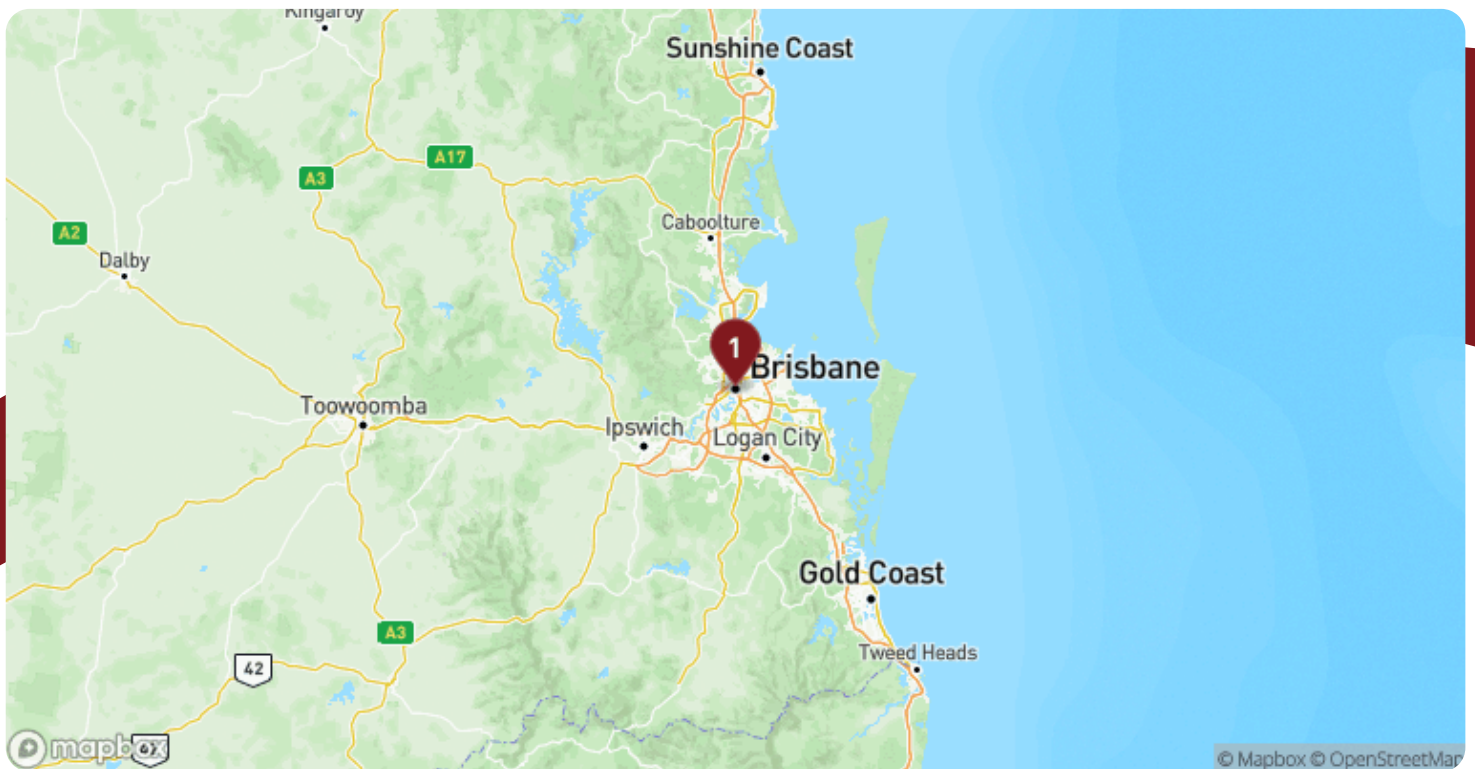 Kingaroy
Sunshine Coast
A17
A3
Caboolture
A2
Dalby
1
Brisbane
Toowoomba
Ipswich
Logan City
Gold Coast
A3
Tweed Heads
42
mapbox
© Mapbox © OpenStreetMap